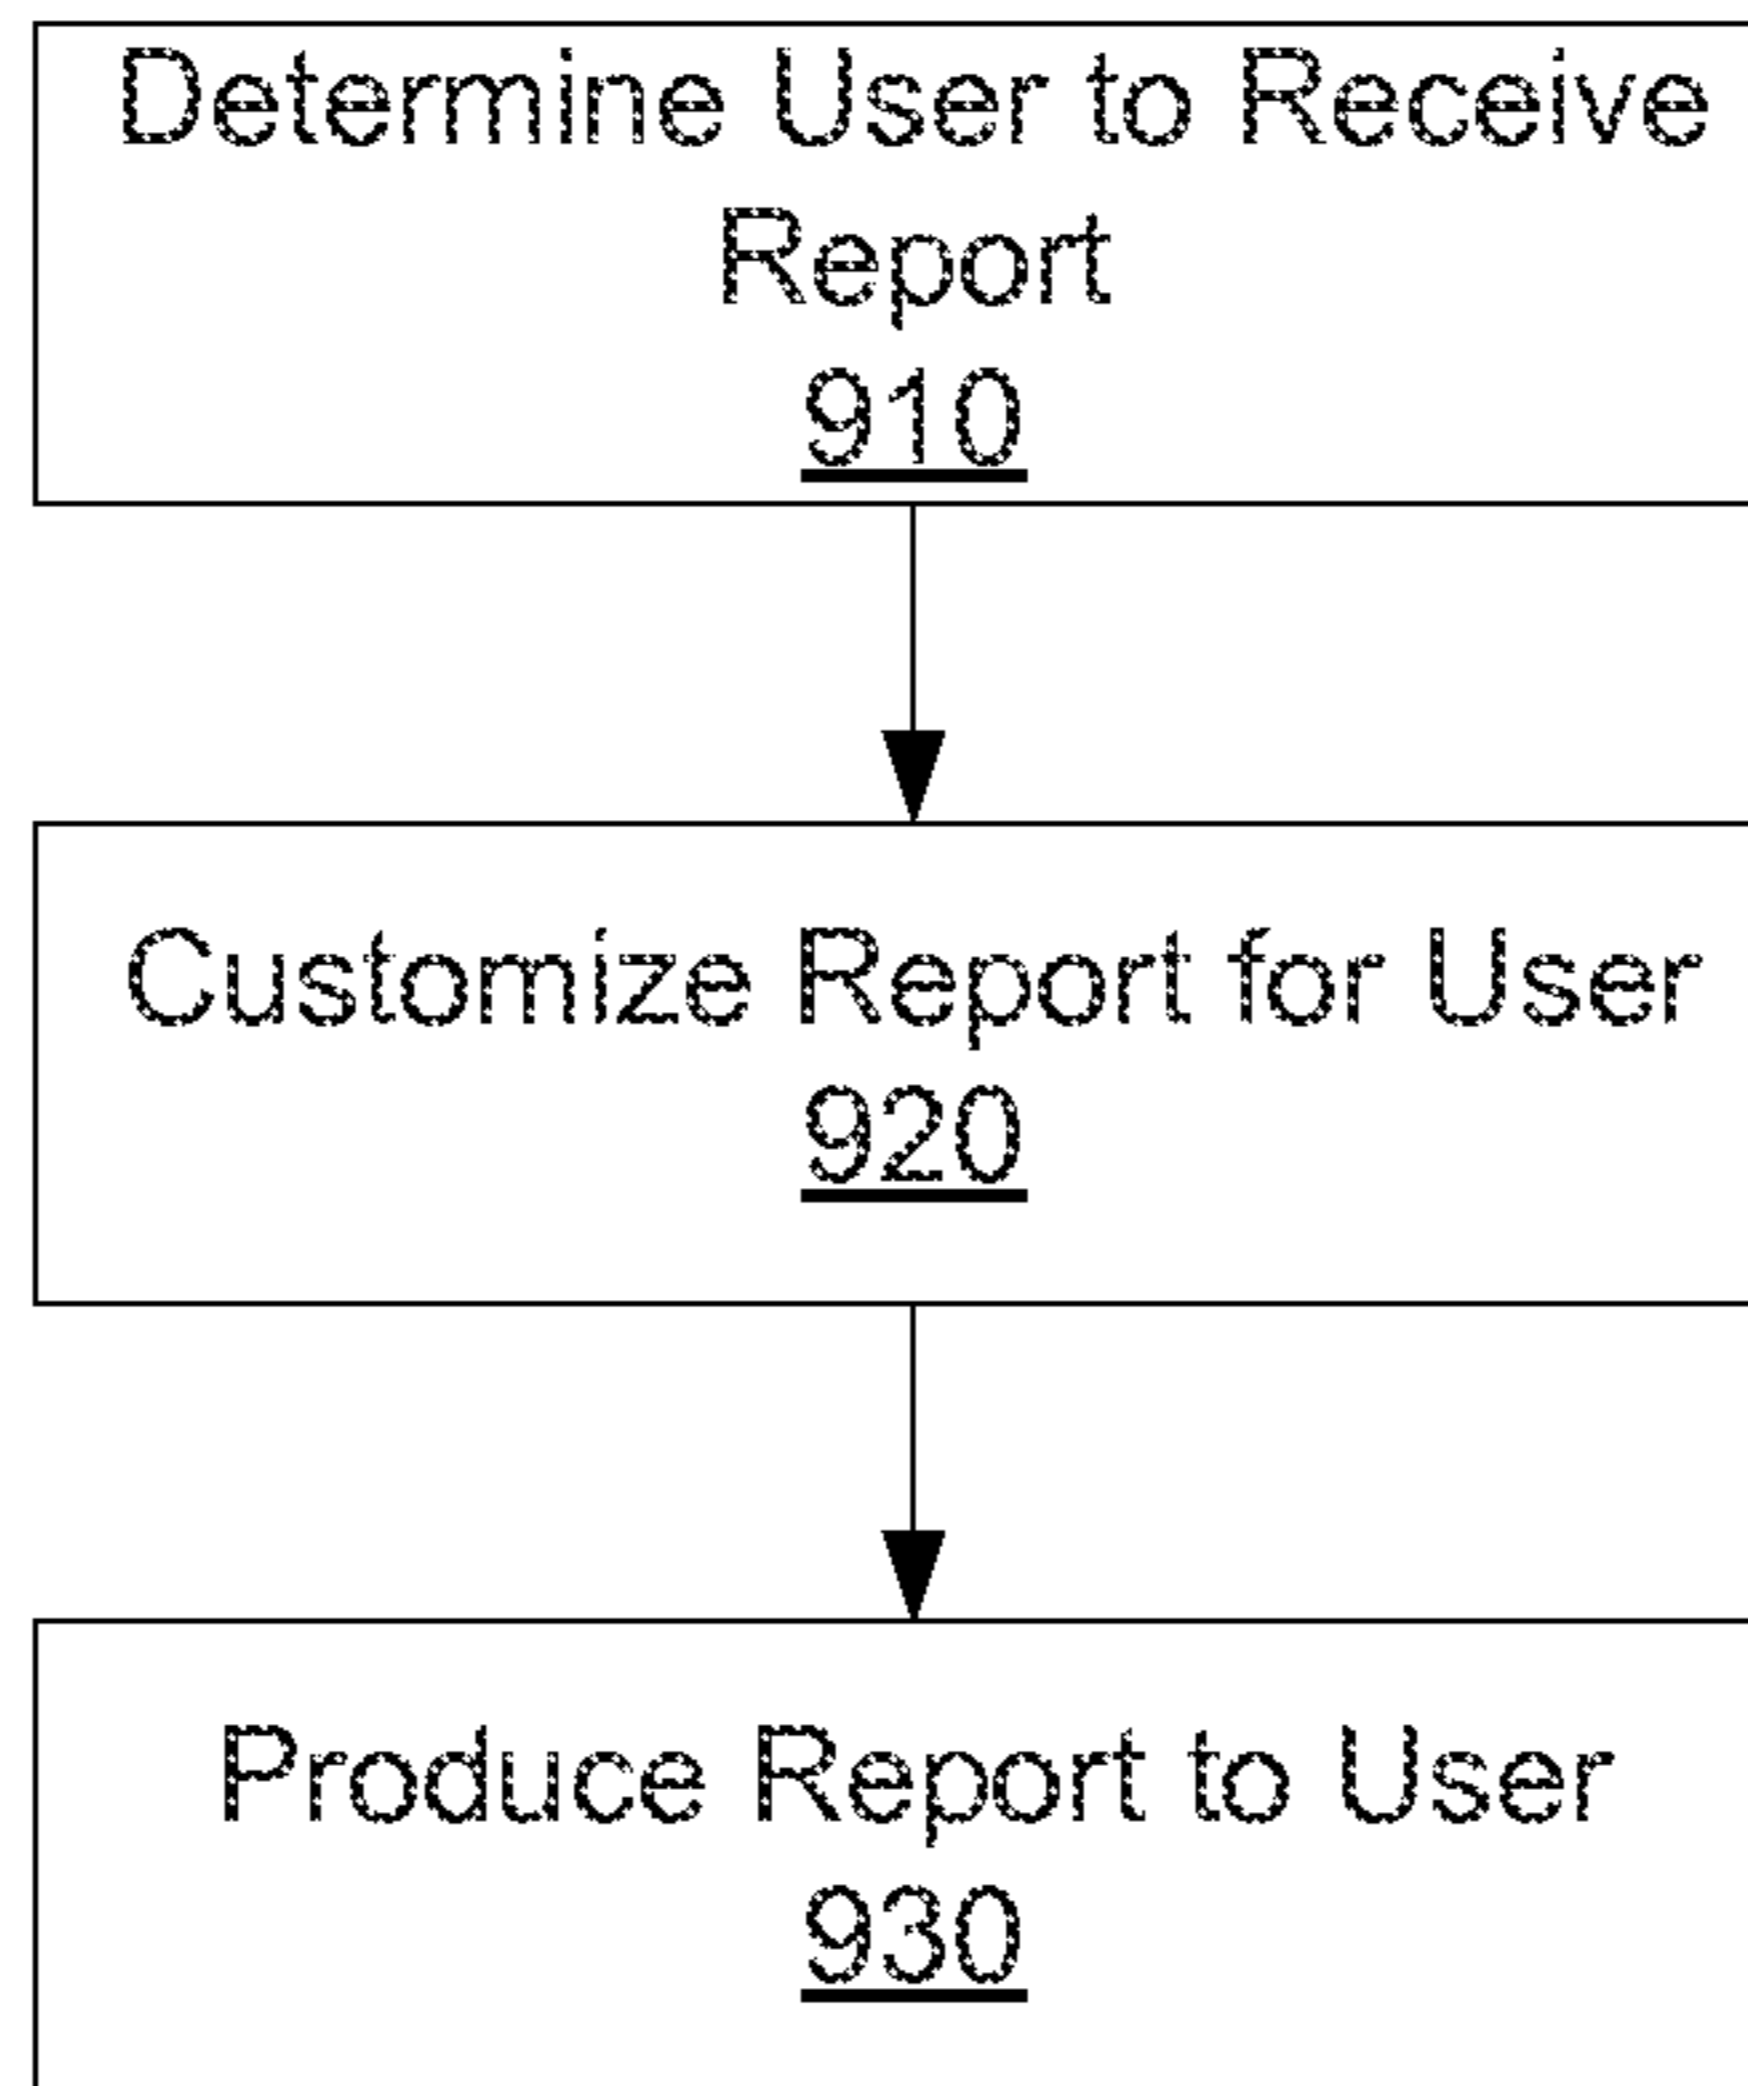 Determine User to Receive
Report
910
Customize Report for User
920
Produce Report to User
930